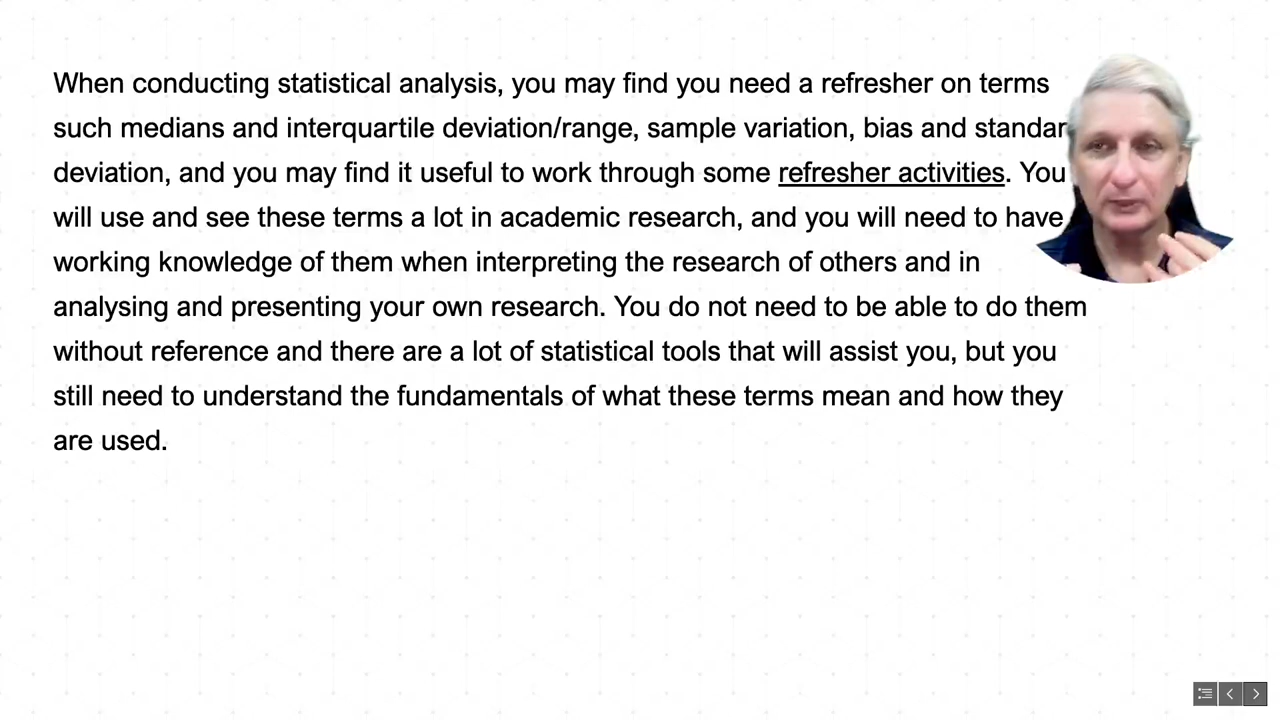 When conducting statistical analysis, you may find you need a refresher on terms
such medians and interquartile deviation/range, sample variation, bias and standar
deviation, and you may find it useful to work through some refresher activities. You
will use and see these terms a lot in academic research, and you will need to have
working knowledge of them when interpreting the research of others and in
analysing and presenting your own research. You do not need to be able to do them
without reference and there are a lot of statistical tools that will assist you, but you
still need to understand the fundamentals of what these terms mean and how they
are used.